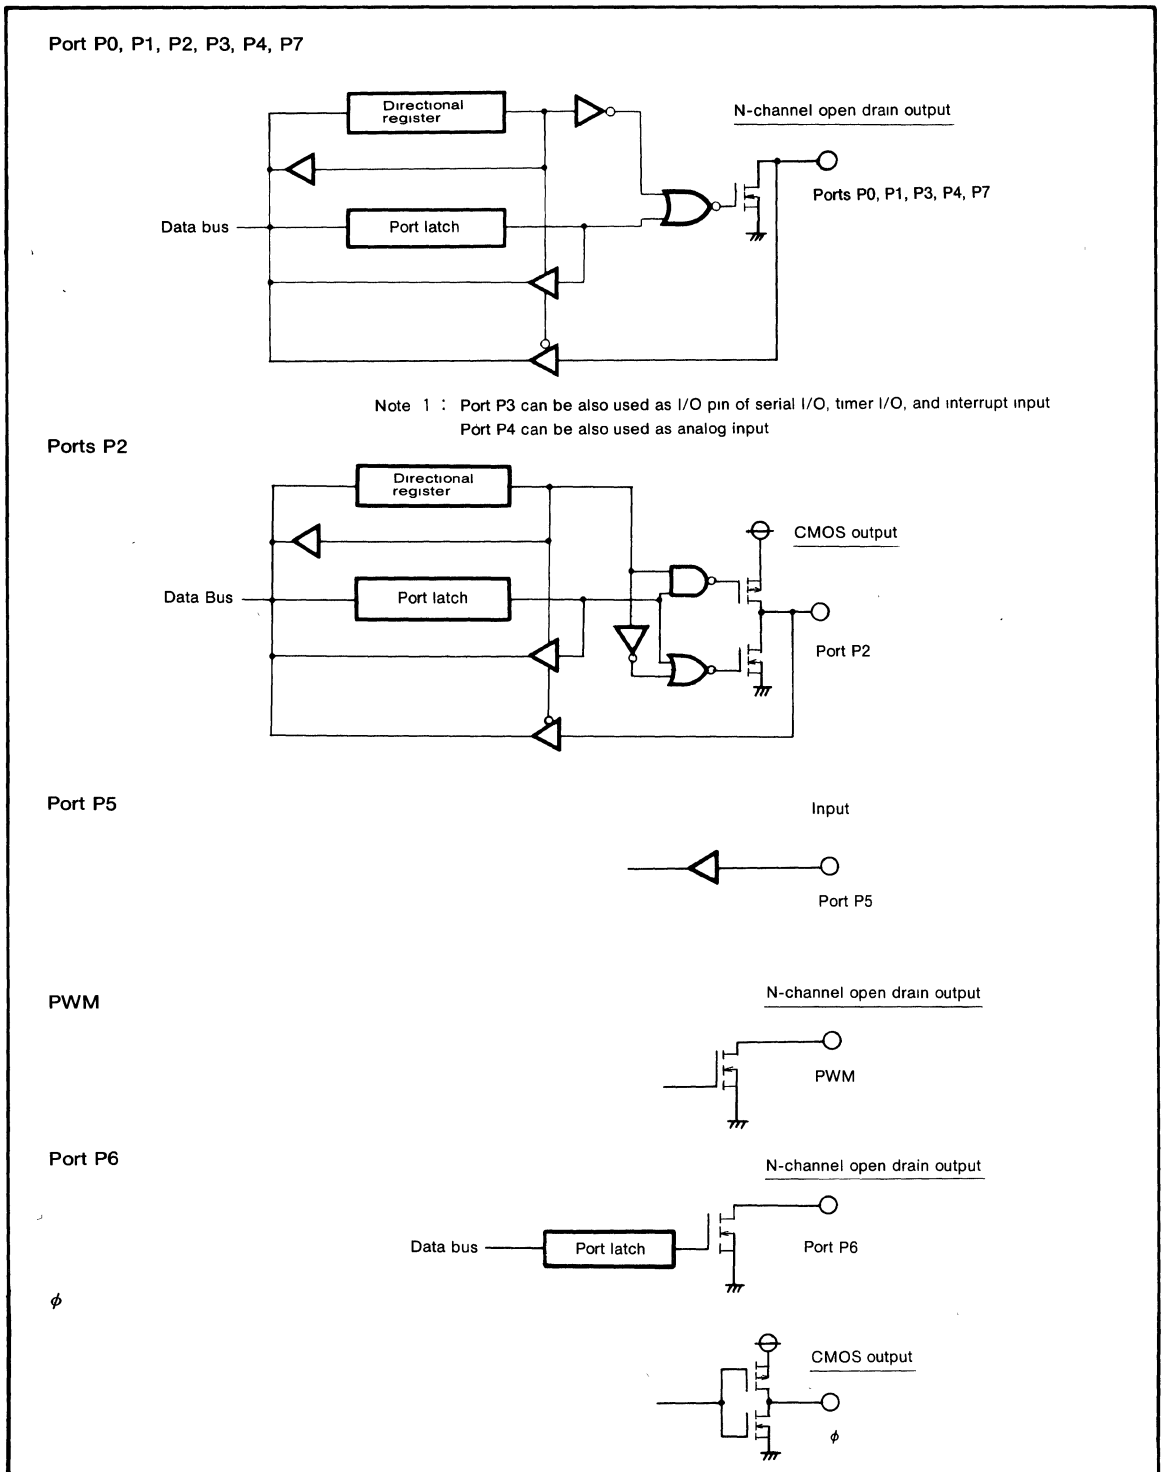 Port P0, P1, P2, P3, P4, P7
Directional
register
N-channel open drain output
Ports P0, P1, P3, P4, P7
Data bus
Port latch
Note 1 : Port P3 can be also used as I/O pin of serial I/O, timer I/O, and interrupt input
Port P4 can be also used as analog input
Ports P2
Directional
register
CMOS output
Data Bus
Port latch
Port P2
Port P5
Input
Port P5
PWM
N-channel open drain output
PWM
Port P6
N-channel open drain output
Data bus
Port latch
Port P6
ϕ
CMOS output
ϕ